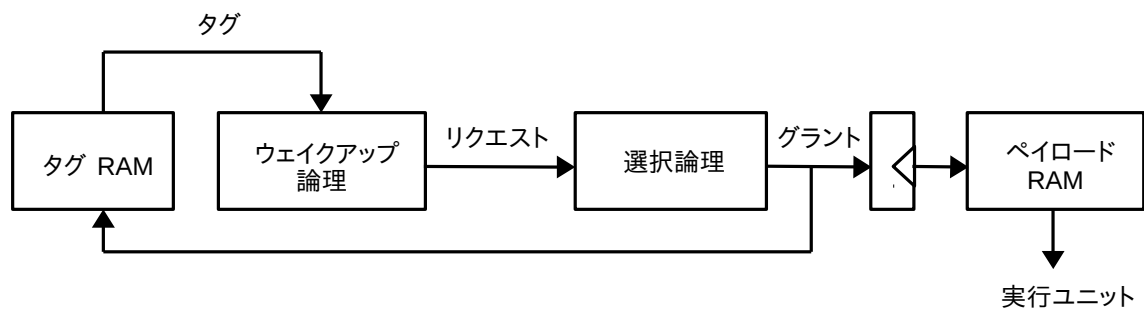 タグ
タグ RAM
ウェイクアップ
論理
リクエスト
選択論理
グラント
ペイロード
RAM
実行ユニット